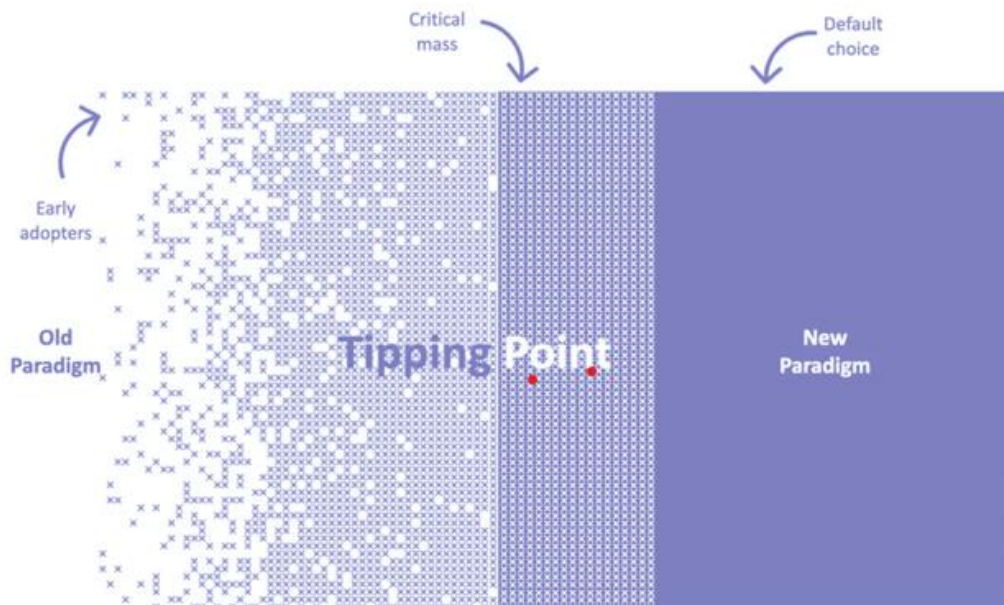 Critical
mass
Default
choice
Early
adopters
Old
Paradigm
Tipping Point
New
Paradigm